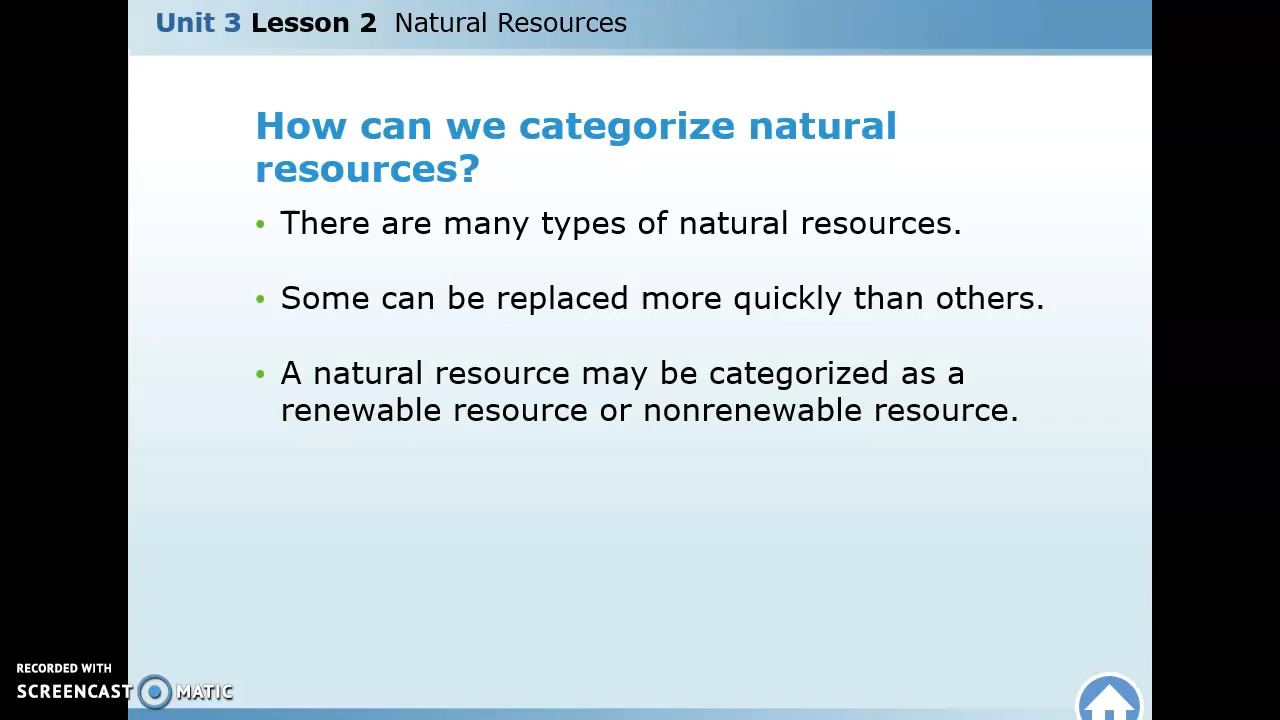 Unit 3 Lesson 2 Natural Resources
How can we categorize natural
resources?
• There are many types of natural resources.
• Some can be replaced more quickly than others.
• A natural resource may be categorized as a
renewable resource or nonrenewable resource.
RECORDED WITH
SCREENCAST MATIC